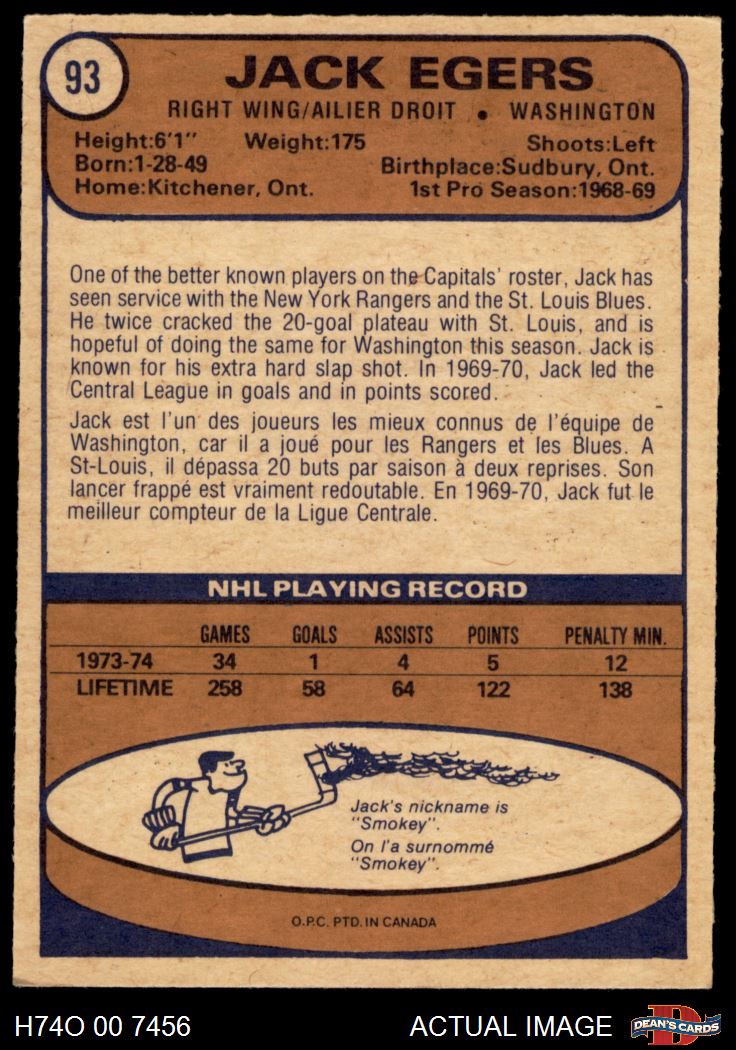 93
JACK EGERS
RIGHT WING/AILIER DROIT • WASHINGTON
Height:6'1" Weight:175 Shoots:Left
Born:1-28-49 Birthplace:Sudbury, Ont.
Home:Kitchener, Ont. 1st Pro Season:1968-69
One of the better known players on the Capitals' roster, Jack has
seen service with the New York Rangers and the St. Louis Blues.
He twice cracked the 20-goal plateau with St. Louis, and is
hopeful of doing the same for Washington this season. Jack is
known for his extra hard slap shot. In 1969-70, Jack led the
Central League in goals and in points scored.
Jack est l'un des joueurs les mieux connus de l'équipe de
Washington, car il a joué pour les Rangers et les Blues. A
St-Louis, il dépassa 20 buts par saison à deux reprises. Son
lancer frappé est vraiment redoutable. En 1969-70, Jack fut le
meilleur compteur de la Ligue Centrale.
NHL PLAYING RECORD
GAMES GOALS ASSISTS POINTS PENALTY MIN.
1973-74 34 1 4 5 12
LIFETIME 258 58 64 122 138
Jack's nickname is
"Smokey".
On l'a surnommé
"Smokey".
O.P.C. PTD. IN CANADA
H74O 00 7456 ACTUAL IMAGE DEAN'S CARDS